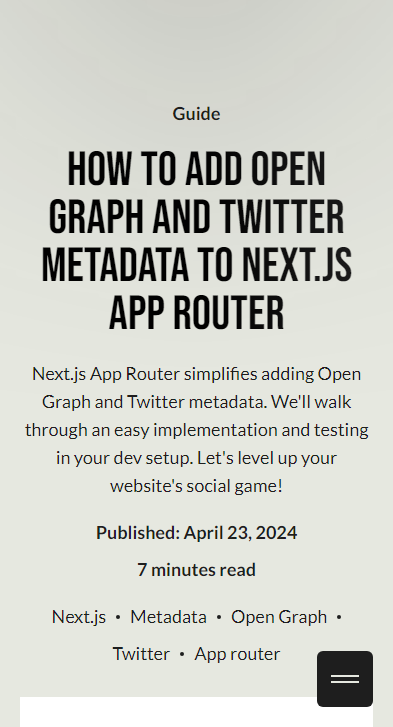 Guide
HOW TO ADD OPEN
GRAPH AND TWITTER
METADATA TO NEXT.JS
APP ROUTER
Next.js App Router simplifies adding Open
Graph and Twitter metadata. We'll walk
through an easy implementation and testing
in your dev setup. Let's level up your
website's social game!
Published: April 23, 2024
7 minutes read
Next.js • Metadata • Open Graph •
Twitter • App router